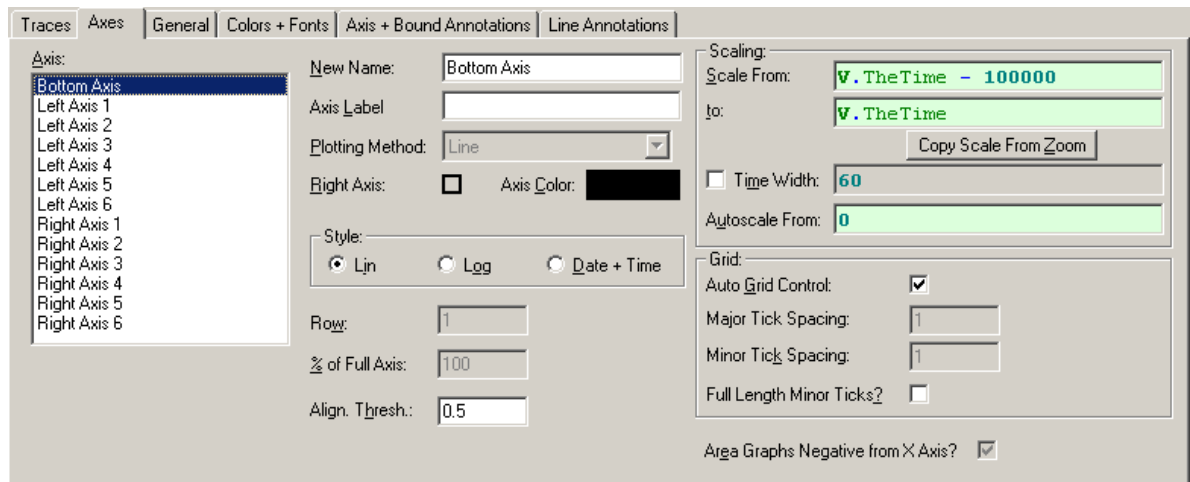 Traces Axes General Colors + Fonts Axis + Bound Annotations Line Annotations
Axis:
Bottom Axis
Left Axis 1
Left Axis 2
Left Axis 3
Left Axis 4
Left Axis 5
Left Axis 6
Right Axis 1
Right Axis 2
Right Axis 3
Right Axis 4
Right Axis 5
Right Axis 6
New Name: Bottom Axis
Axis Label
Plotting Method: Line
Right Axis: Axis Color:
Style:
Lin Log Date + Time
Row: 1
% of Full Axis: 100
Align. Thresh.: 0.5
Scaling:
Scale From: V.TheTime - 100000
to: V.TheTime
Copy Scale From Zoom
Time Width: 60
Autoscale From: 0
Grid:
Auto Grid Control:
Major Tick Spacing: 1
Minor Tick Spacing: 1
Full Length Minor Ticks?
Area Graphs Negative from X Axis?